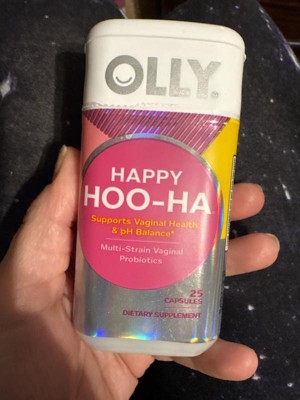 OLLY.
HAPPY
HOO-HA
Supports Vaginal Health
& pH Balance*
Multi-Strain Vaginal
Probiotics
25
CAPSULES
DIETARY SUPPLEMENT